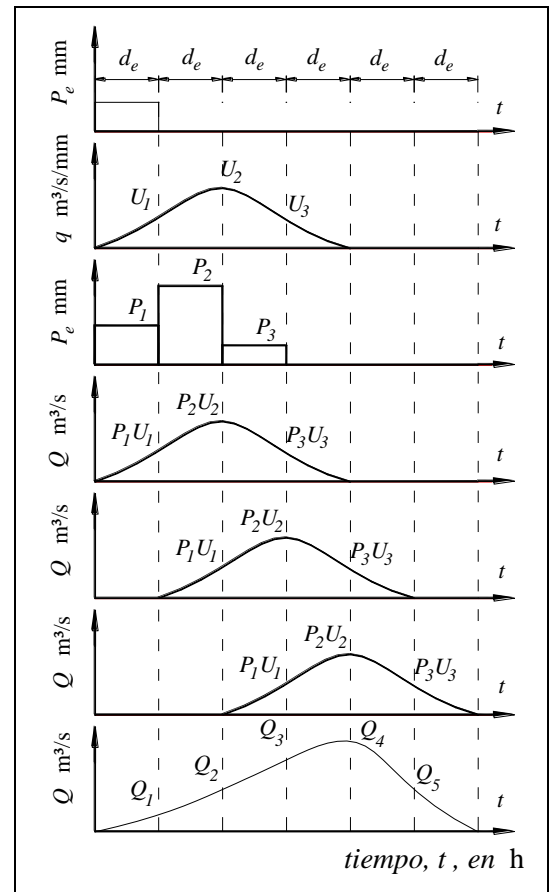 d_e d_e d_e d_e d_e d_e
P_e mm
t
q m³/s/mm
U_1
U_2
U_3
t
P_e mm
P_1
P_2
P_3
t
Q m³/s
P_1U_1
P_2U_2
P_3U_3
t
Q m³/s
P_1U_1
P_2U_2
P_3U_3
t
Q m³/s
P_1U_1
P_2U_2
P_3U_3
t
Q m³/s
Q_1
Q_2
Q_3
Q_4
Q_5
t
tiempo, t , en h